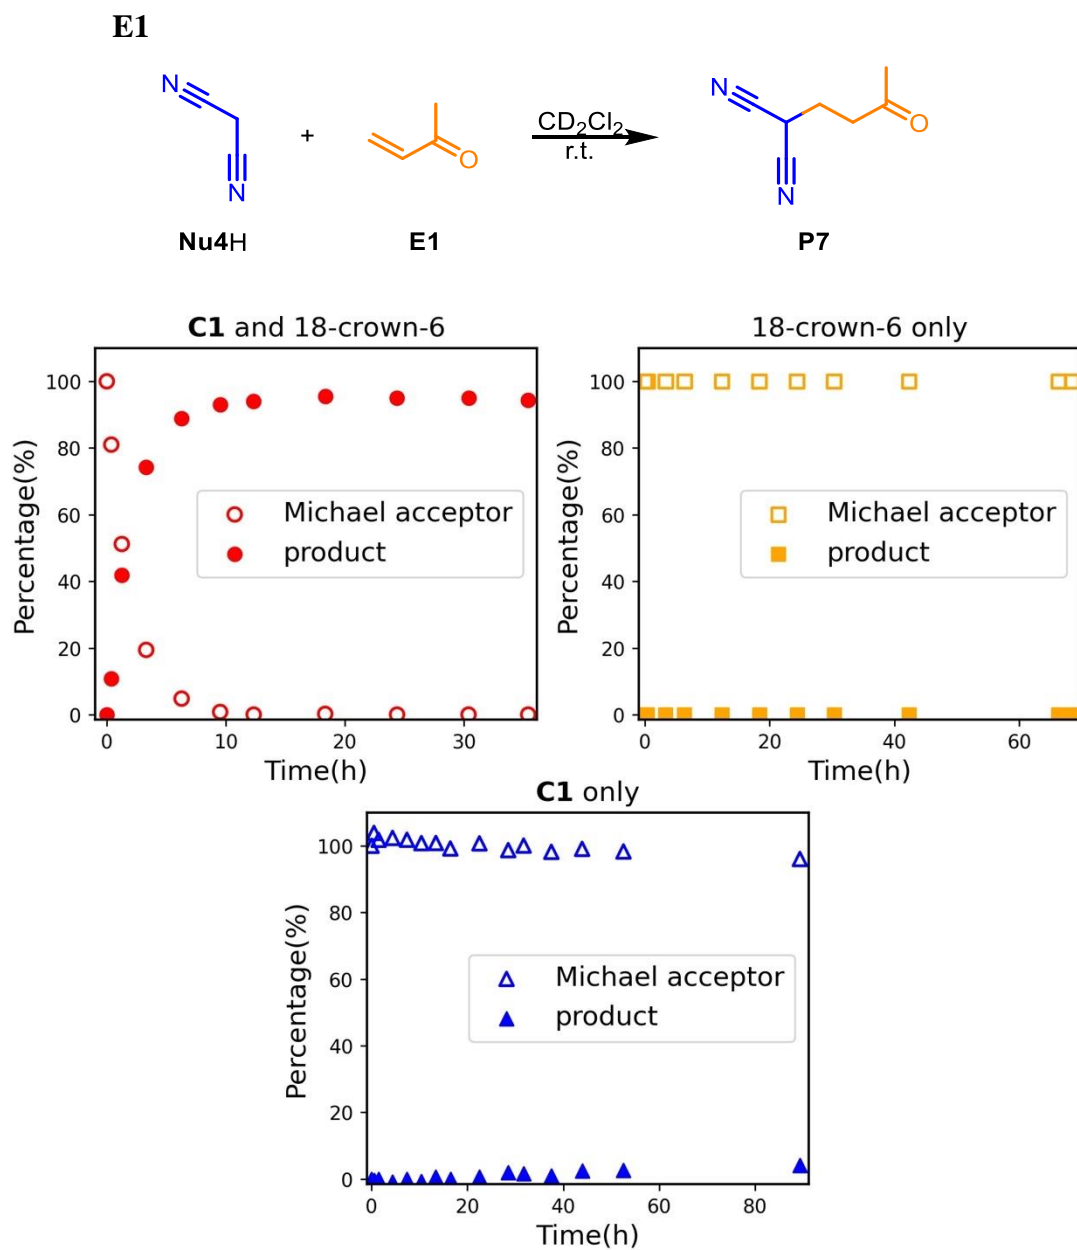 E1
N
N
+
O
CD2Cl2
r.t.
N
N
O
Nu4H
E1
P7
C1 and 18-crown-6
Percentage(%)
100
80
60
40
20
0
Michael acceptor
product
0 10 20 30
Time(h)
18-crown-6 only
Percentage(%)
100
80
60
40
20
0
Michael acceptor
product
0 20 40 60
Time(h)
C1 only
Percentage(%)
100
80
60
40
20
0
Michael acceptor
product
0 20 40 60 80
Time(h)